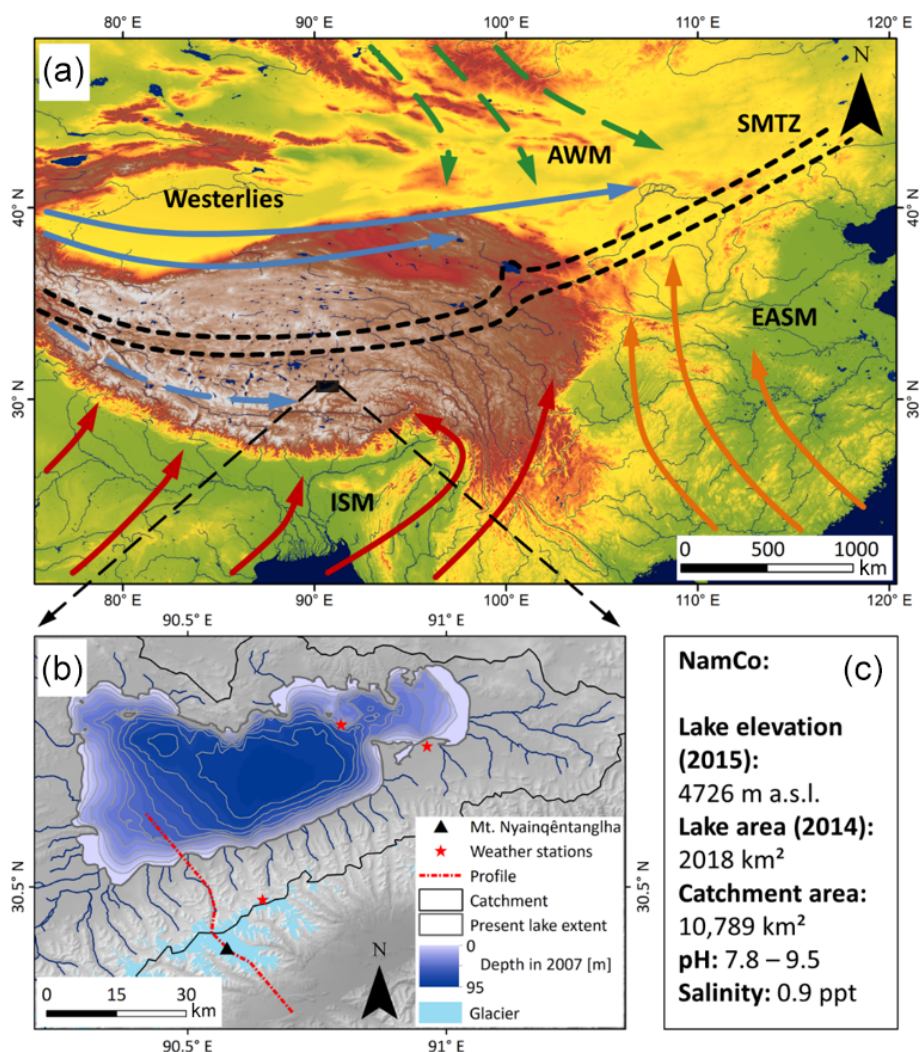 80° E 90° E 100° E 110° E 120° E
(a)
N
SMTZ
AWM
Westerlies
40° N
40° N
EASM
30° N
30° N
ISM
0 500 1000
km
80° E 90° E 100° E 110° E 120° E
90.5° E 91° E
(b)
Mt. Nyainqêntanglha
Weather stations
Profile
Catchment
Present lake extent
0
Depth in 2007 [m]
95
Glacier
30.5° N
30.5° N
N
0 15 30
km
90.5° E 91° E
NamCo: (c)
Lake elevation
(2015):
4726 m a.s.l.
Lake area (2014):
2018 km²
Catchment area:
10,789 km²
pH: 7.8 – 9.5
Salinity: 0.9 ppt